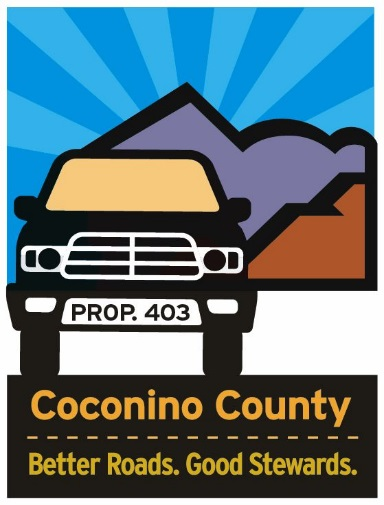 PROP. 403
Coconino County
Better Roads. Good Stewards.